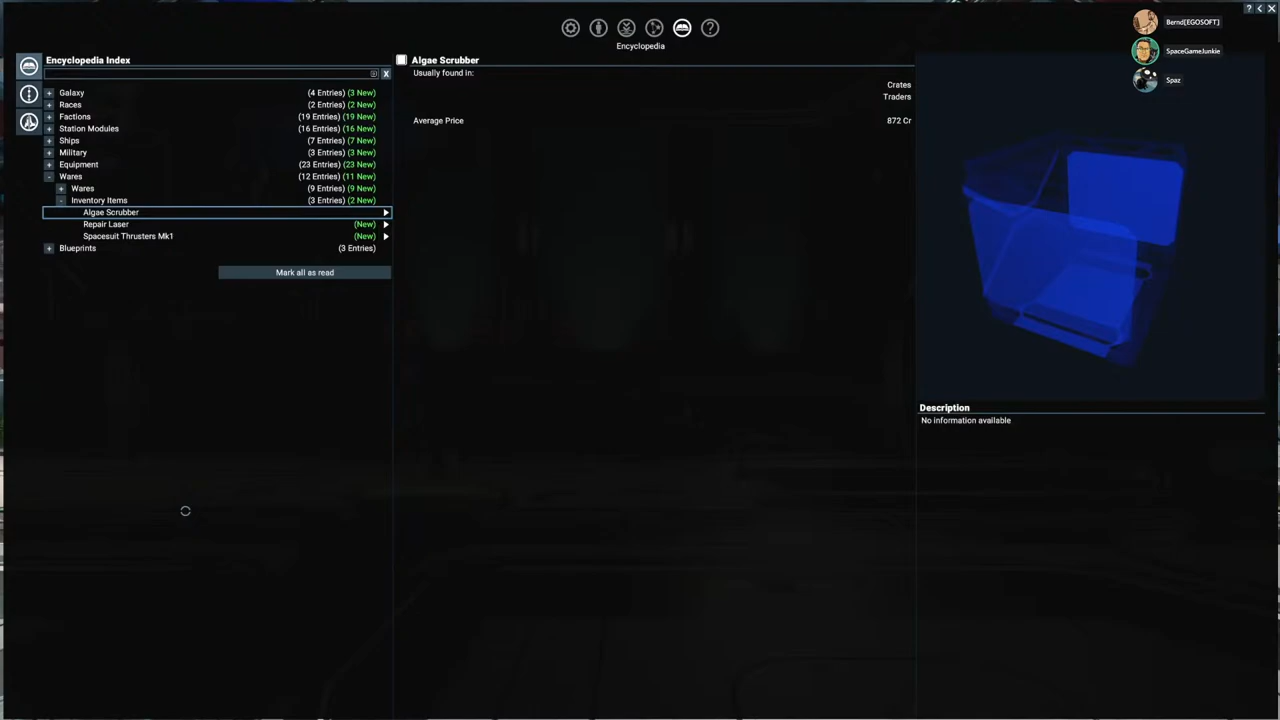 Encyclopedia
Bernd[EGOSOFT]
SpaceGameJunkie
Spaz
Encyclopedia Index
Galaxy (4 Entries) (3 New)
Races (2 Entries) (2 New)
Factions (19 Entries) (19 New)
Station Modules (16 Entries) (16 New)
Ships (7 Entries) (7 New)
Military (3 Entries) (3 New)
Equipment (23 Entries) (23 New)
Wares (12 Entries) (11 New)
Wares (9 Entries) (9 New)
Inventory Items (3 Entries) (2 New)
Algae Scrubber
Repair Laser (New)
Spacesuit Thrusters Mk1 (New)
Blueprints (3 Entries)
Mark all as read
Algae Scrubber
Usually found in:
Crates
Traders
Average Price 872 Cr
Description
No information available